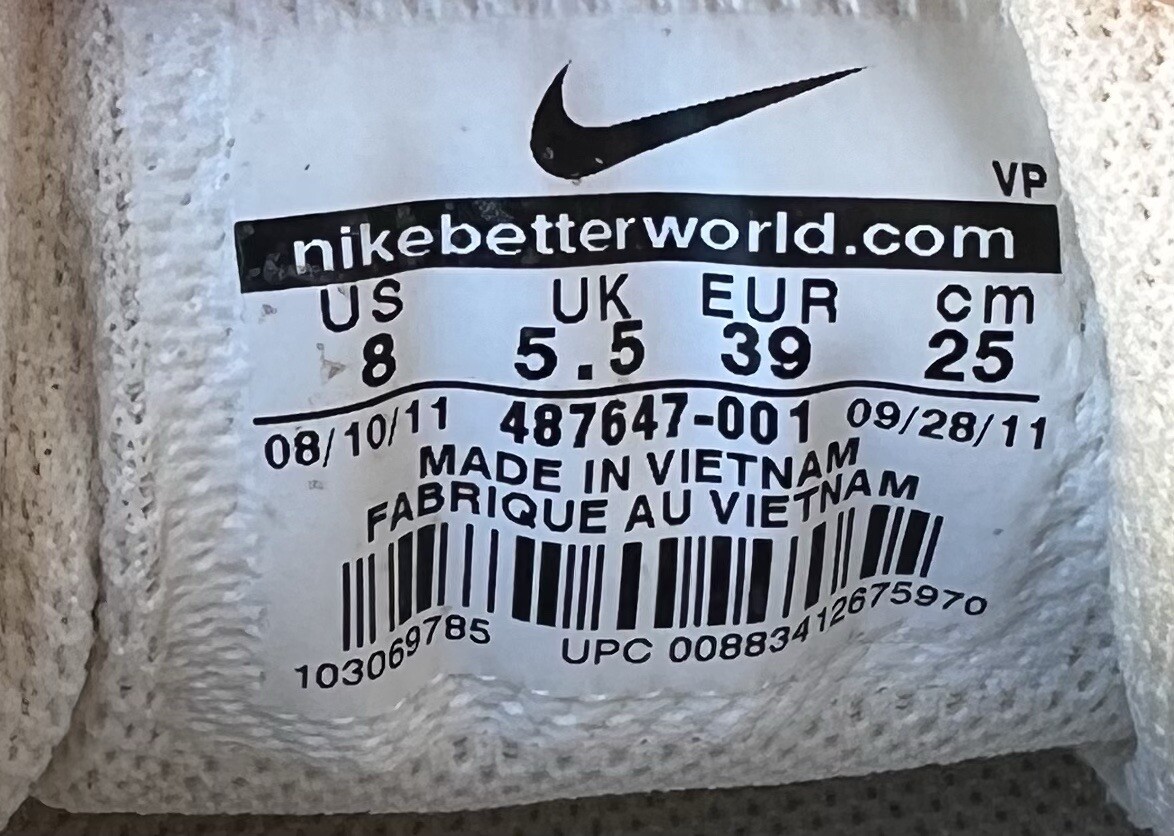 VP
nikebetterworld.com
US UK EUR cm
8 5.5 39 25
08/10/11 487647-001 09/28/11
MADE IN VIETNAM
FABRIQUE AU VIETNAM
103069785 UPC 00883412675970